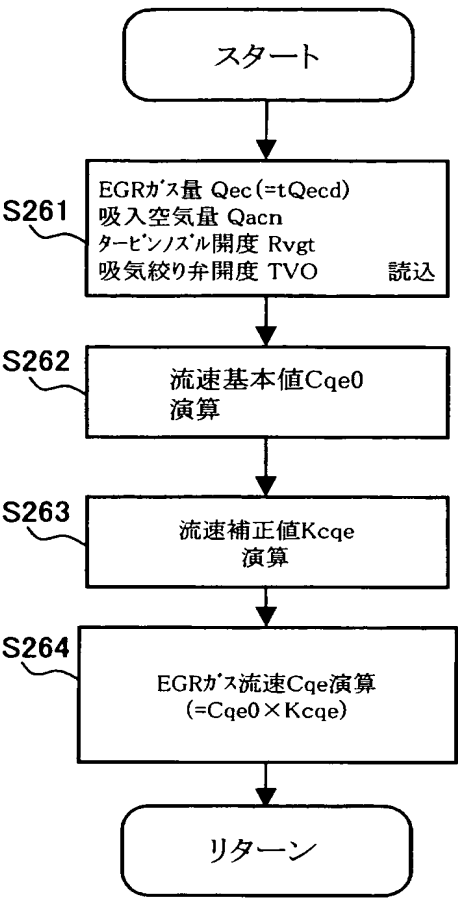 スタート
S261
EGRガス量 Qec(=tQecd)
吸入空気量 Qacn
タービンノズル開度 Rvgt
吸気絞り弁開度 TVO 読込
S262
流速基本値Cqe0
演算
S263
流速補正値Kcqe
演算
S264
EGRガス流速Cqe演算
(=Cqe0×Kcqe)
リターン